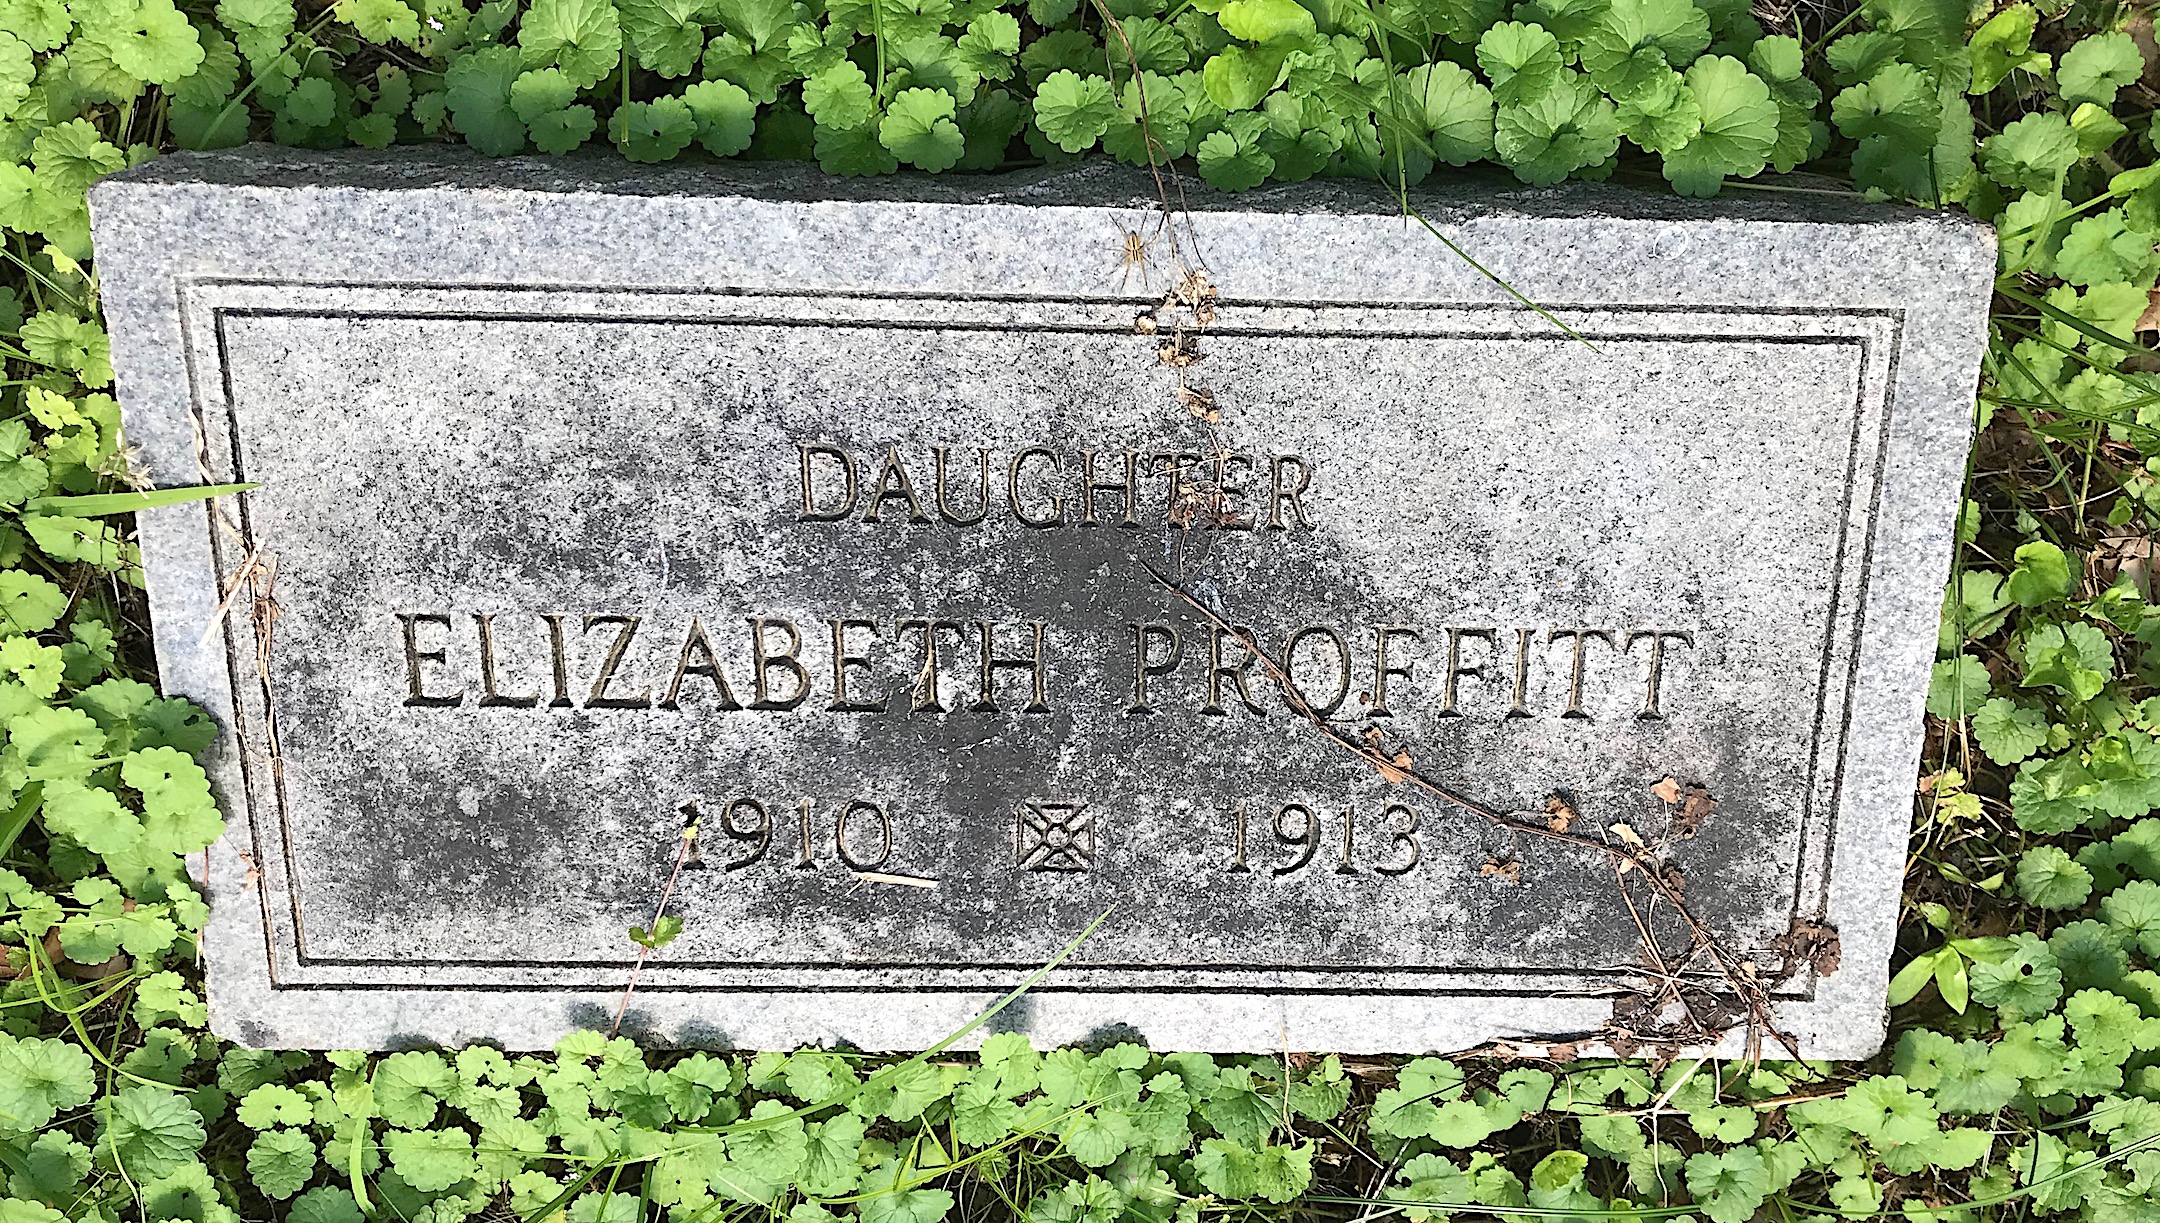 DAUGHTER
ELIZABETH PROFFITT
1910 1913